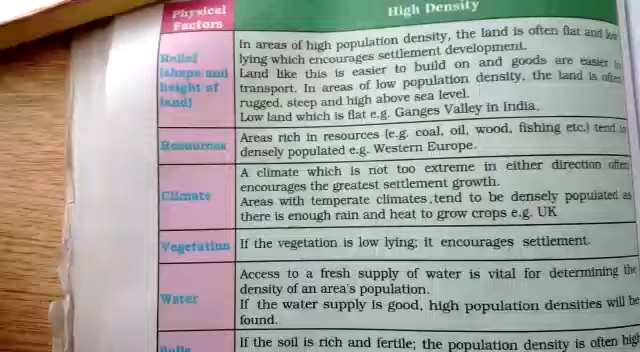 Physical
Factors
High Density
Relief
(shape and
height of
land)
In areas of high population density, the land is often flat and low
lying which encourages settlement development.
Land like this is easier to build on and goods are easier to
transport. In areas of low population density, the land is often
rugged, steep and high above sea level.
Low land which is flat e.g. Ganges Valley in India.
Resources
Areas rich in resources (e.g. coal, oil, wood, fishing etc.) tend to
densely populated e.g. Western Europe.
Climate
A climate which is not too extreme in either direction often
encourages the greatest settlement growth.
Areas with temperate climates, tend to be densely populated as
there is enough rain and heat to grow crops e.g. UK
Vegetation
If the vegetation is low lying; it encourages settlement.
Water
Access to a fresh supply of water is vital for determining the
density of an area's population.
If the water supply is good, high population densities will be
found.
Soils
If the soil is rich and fertile; the population density is often high